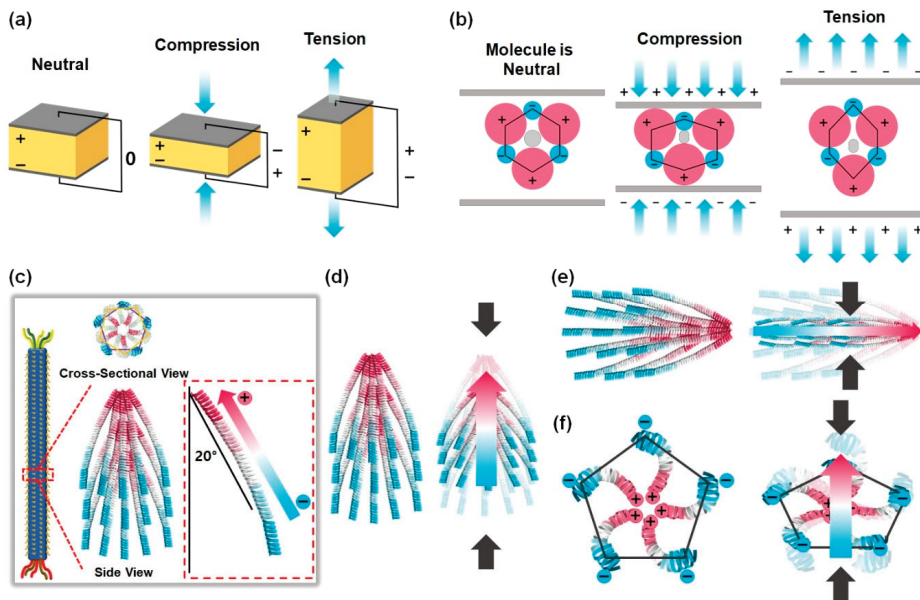 (a)
Neutral
+
−
0
Compression
+
−
−
+
Tension
+
−
+
−
(b)
Molecule is
Neutral
−
+ +
− −
+
Compression
+ + + +
−
+ +
− −
+
− − − −
Tension
− − − −
−
+ +
− −
+
+ + + +
(c)
Cross-Sectional View
20°
+
−
Side View
(d)
(e)
(f)
−
− −
+ + + + +
− −
+
− −
− −